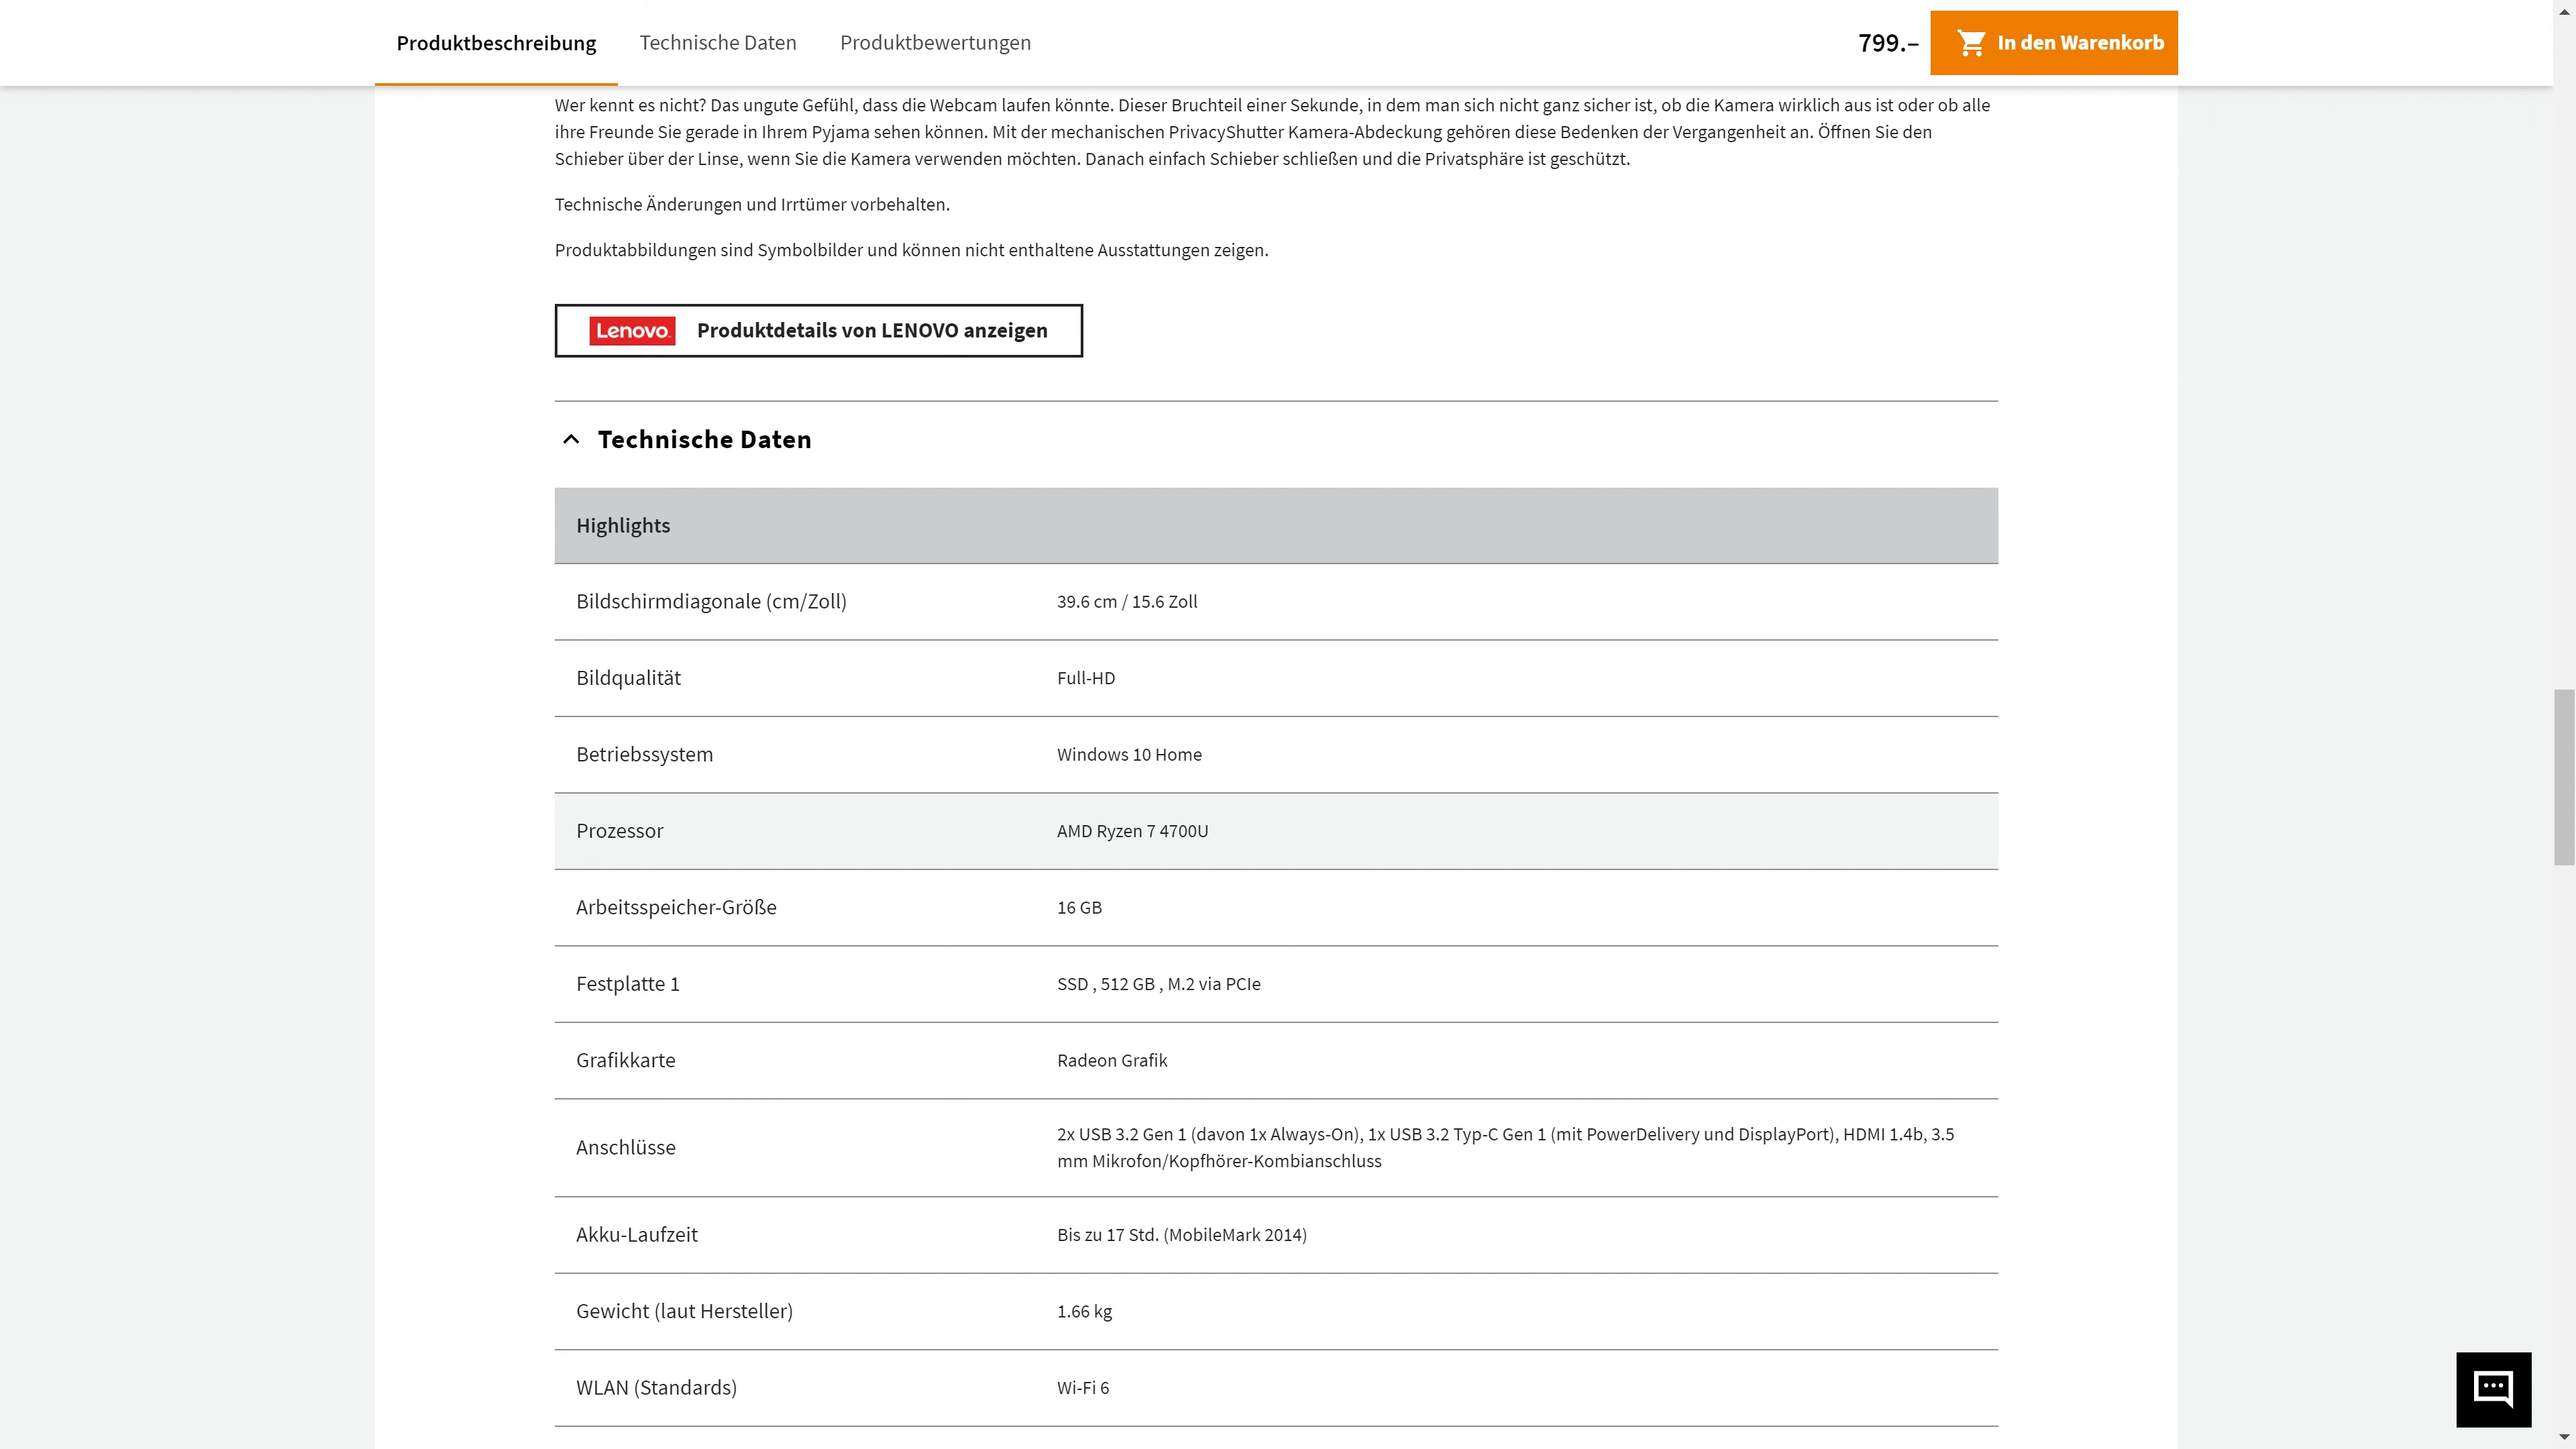 Produktbeschreibung Technische Daten Produktbewertungen 799.– In den Warenkorb
Wer kennt es nicht? Das ungute Gefühl, dass die Webcam laufen könnte. Dieser Bruchteil einer Sekunde, in dem man sich nicht ganz sicher ist, ob die Kamera wirklich aus ist oder ob alle
ihre Freunde Sie gerade in Ihrem Pyjama sehen können. Mit der mechanischen PrivacyShutter Kamera-Abdeckung gehören diese Bedenken der Vergangenheit an. Öffnen Sie den
Schieber über der Linse, wenn Sie die Kamera verwenden möchten. Danach einfach Schieber schließen und die Privatsphäre ist geschützt.
Technische Änderungen und Irrtümer vorbehalten.
Produktabbildungen sind Symbolbilder und können nicht enthaltene Ausstattungen zeigen.
Lenovo. Produktdetails von LENOVO anzeigen
Technische Daten
Highlights
Bildschirmdiagonale (cm/Zoll) 39.6 cm / 15.6 Zoll
Bildqualität Full-HD
Betriebssystem Windows 10 Home
Prozessor AMD Ryzen 7 4700U
Arbeitsspeicher-Größe 16 GB
Festplatte 1 SSD , 512 GB , M.2 via PCIe
Grafikkarte Radeon Grafik
Anschlüsse 2x USB 3.2 Gen 1 (davon 1x Always-On), 1x USB 3.2 Typ-C Gen 1 (mit PowerDelivery und DisplayPort), HDMI 1.4b, 3.5
mm Mikrofon/Kopfhörer-Kombianschluss
Akku-Laufzeit Bis zu 17 Std. (MobileMark 2014)
Gewicht (laut Hersteller) 1.66 kg
WLAN (Standards) Wi-Fi 6